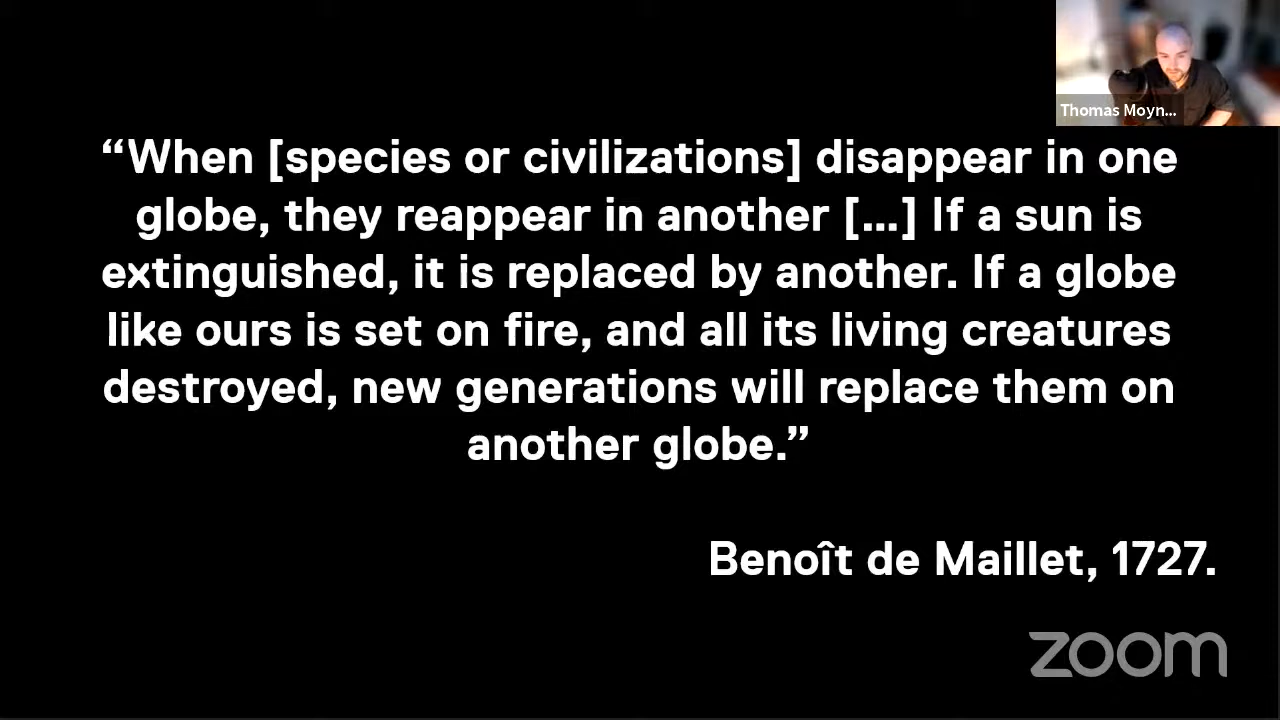 Thomas Moyn...
“When [species or civilizations] disappear in one
globe, they reappear in another [...] If a sun is
extinguished, it is replaced by another. If a globe
like ours is set on fire, and all its living creatures
destroyed, new generations will replace them on
another globe.”
Benoît de Maillet, 1727.
zoom